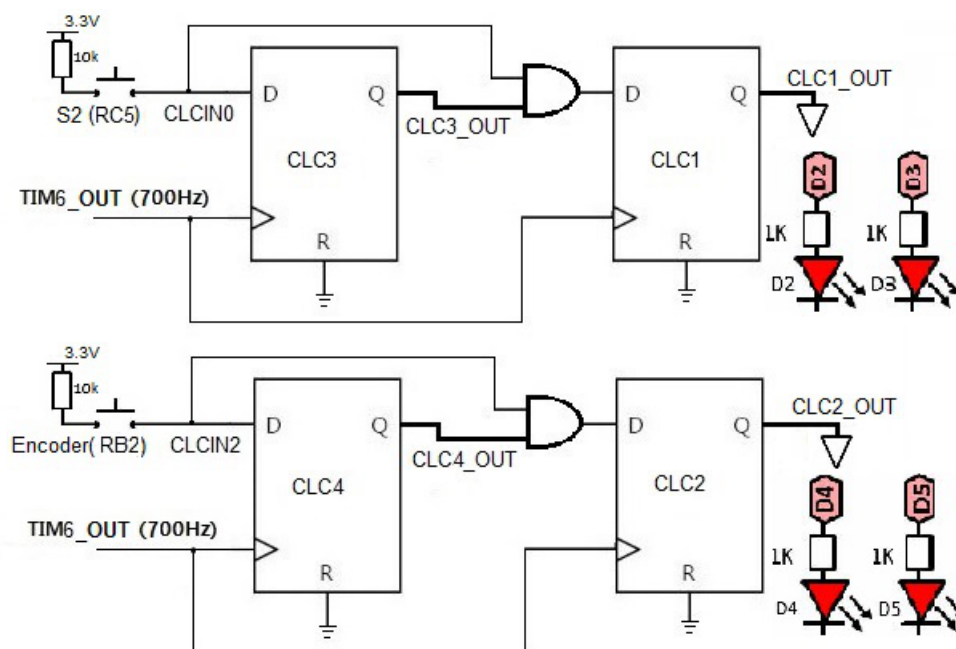 3.3V
10k
S2 (RC5)
CLCIN0
D
Q
CLC3
R
CLC3_OUT
D
Q
CLC1
R
CLC1_OUT
TIM6_OUT (700Hz)
D2
D3
1K
1K
D2
D3
3.3V
10k
Encoder( RB2)
CLCIN2
D
Q
CLC4
R
CLC4_OUT
D
Q
CLC2
R
CLC2_OUT
TIM6_OUT (700Hz)
D4
D5
1K
1K
D4
D5